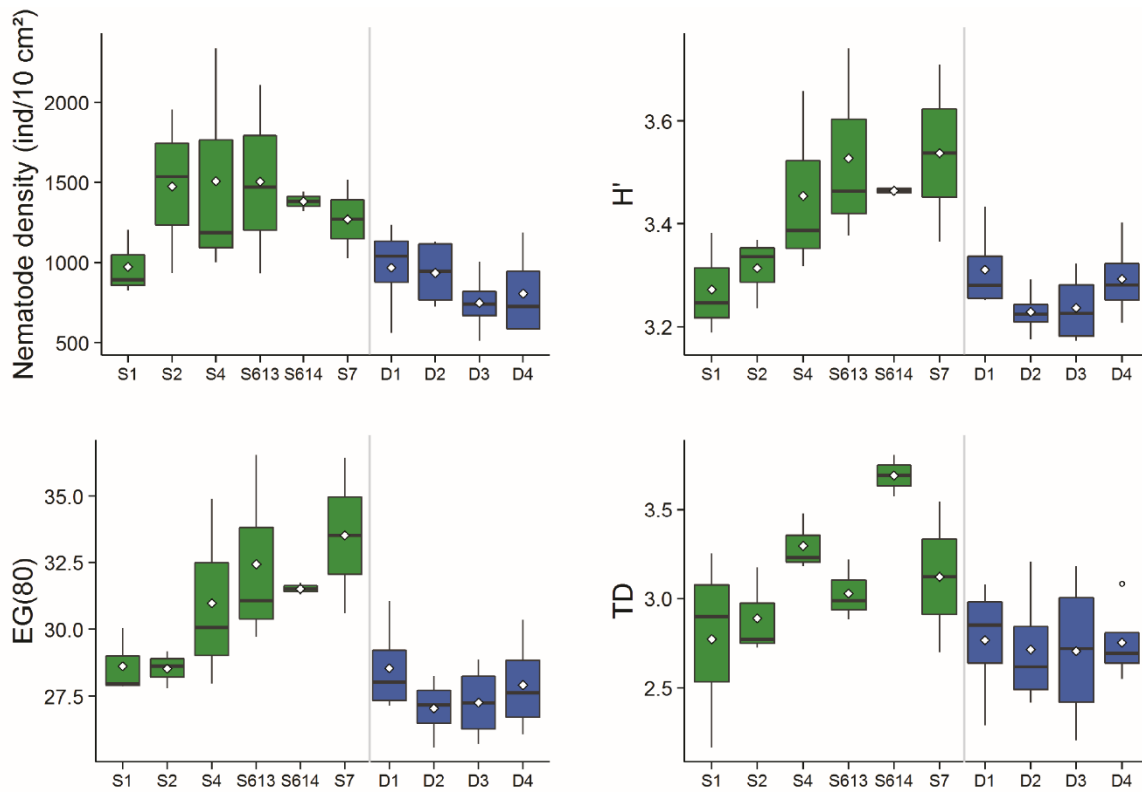 Nematode density (ind/10 cm²)
2000
1500
1000
500
S1 S2 S4 S613 S614 S7 D1 D2 D3 D4
H'
3.6
3.4
3.2
S1 S2 S4 S613 S614 S7 D1 D2 D3 D4
EG(80)
35.0
32.5
30.0
27.5
S1 S2 S4 S613 S614 S7 D1 D2 D3 D4
TD
3.5
3.0
2.5
S1 S2 S4 S613 S614 S7 D1 D2 D3 D4